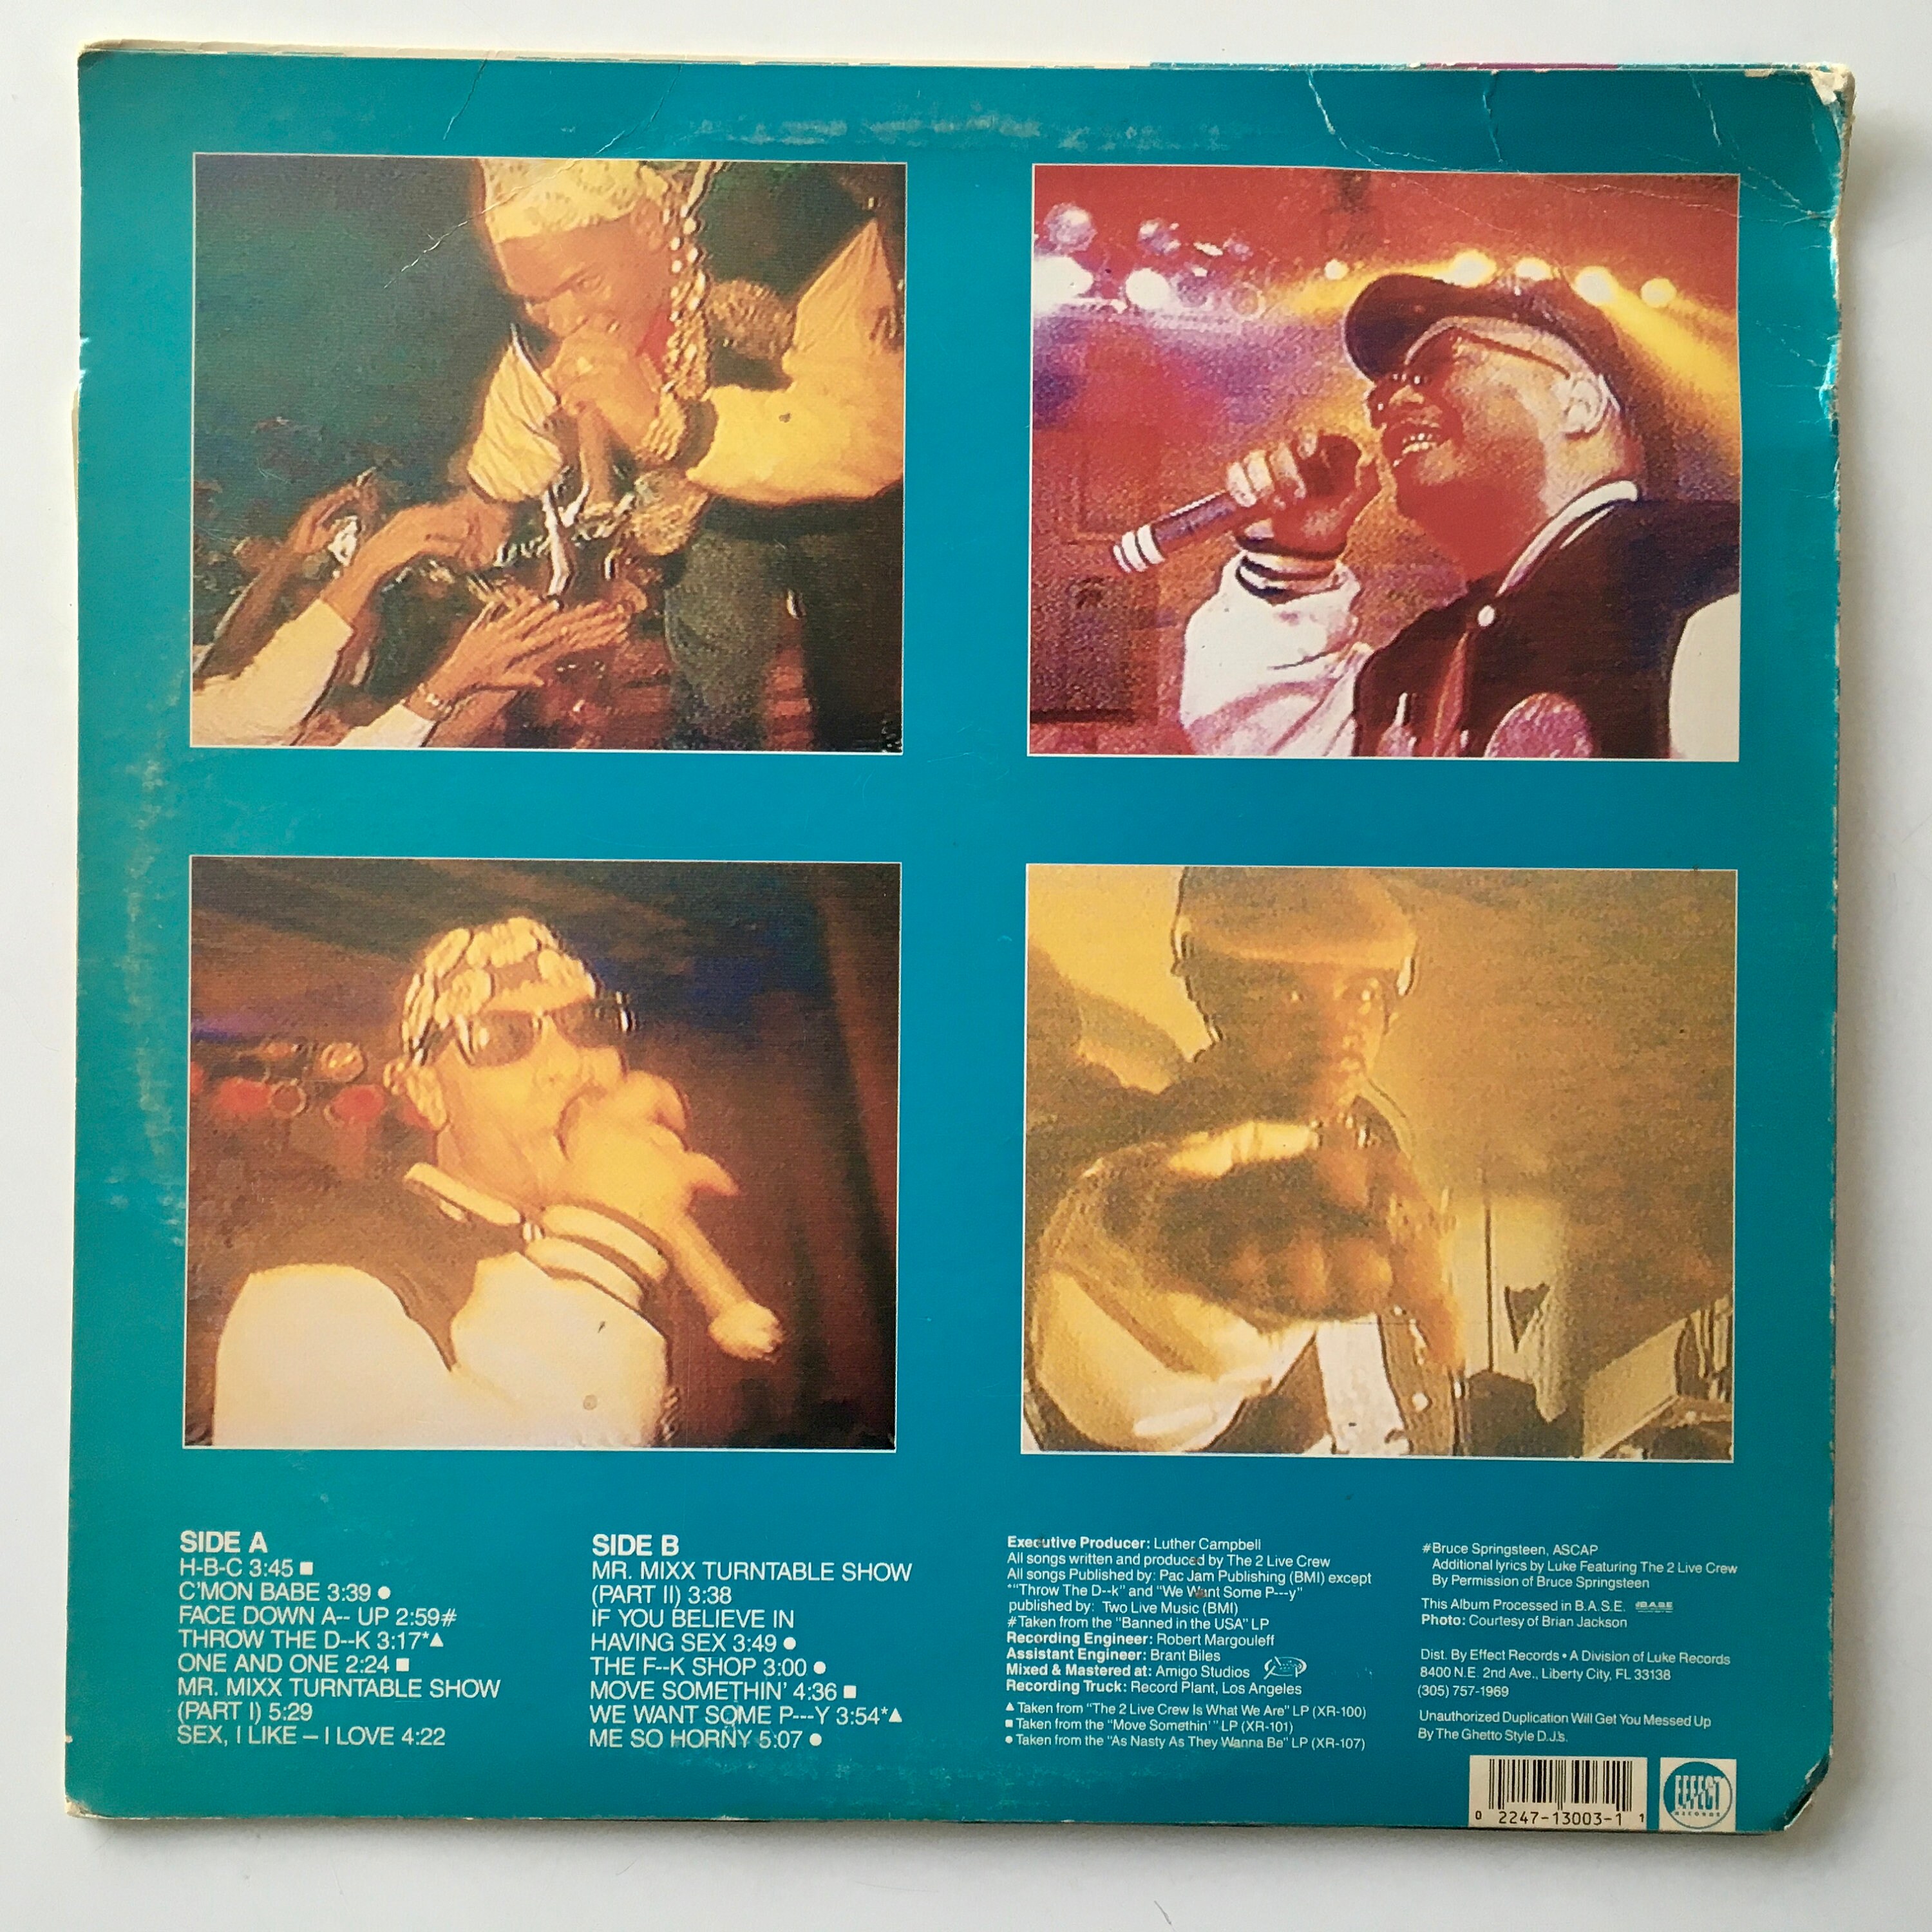 SIDE A
H-B-C 3:45 ■
C'MON BABE 3:39 ●
FACE DOWN A-- UP 2:59#
THROW THE D--K 3:17*▲
ONE AND ONE 2:24 ■
MR. MIXX TURNTABLE SHOW
(PART I) 5:29
SEX, I LIKE – I LOVE 4:22
SIDE B
MR. MIXX TURNTABLE SHOW
(PART II) 3:38
IF YOU BELIEVE IN
HAVING SEX 3:49 ●
THE F--K SHOP 3:00 ●
MOVE SOMETHIN' 4:36 ■
WE WANT SOME P---Y 3:54*▲
ME SO HORNY 5:07 ●
Executive Producer: Luther Campbell
All songs written and produced by The 2 Live Crew
All songs Published by: Pac Jam Publishing (BMI) except
*"Throw The D--k" and "We Want Some P---y"
published by: Two Live Music (BMI)
#Taken from the "Banned in the USA" LP
Recording Engineer: Robert Margouleff
Assistant Engineer: Brant Biles
Mixed & Mastered at: Amigo Studios
Recording Truck: Record Plant, Los Angeles
▲ Taken from "The 2 Live Crew Is What We Are" LP (XR-100)
■ Taken from the "Move Somethin'" LP (XR-101)
● Taken from the "As Nasty As They Wanna Be" LP (XR-107)
#Bruce Springsteen, ASCAP
Additional lyrics by Luke Featuring The 2 Live Crew
By Permission of Bruce Springsteen
This Album Processed in B.A.S.E. B.A.S.E
Photo: Courtesy of Brian Jackson
Dist. By Effect Records • A Division of Luke Records
8400 N.E. 2nd Ave., Liberty City, FL 33138
(305) 757-1969
Unauthorized Duplication Will Get You Messed Up
By The Ghetto Style D.J.'s.
0 2247-13003-1 1
EFFECT
RECORDS